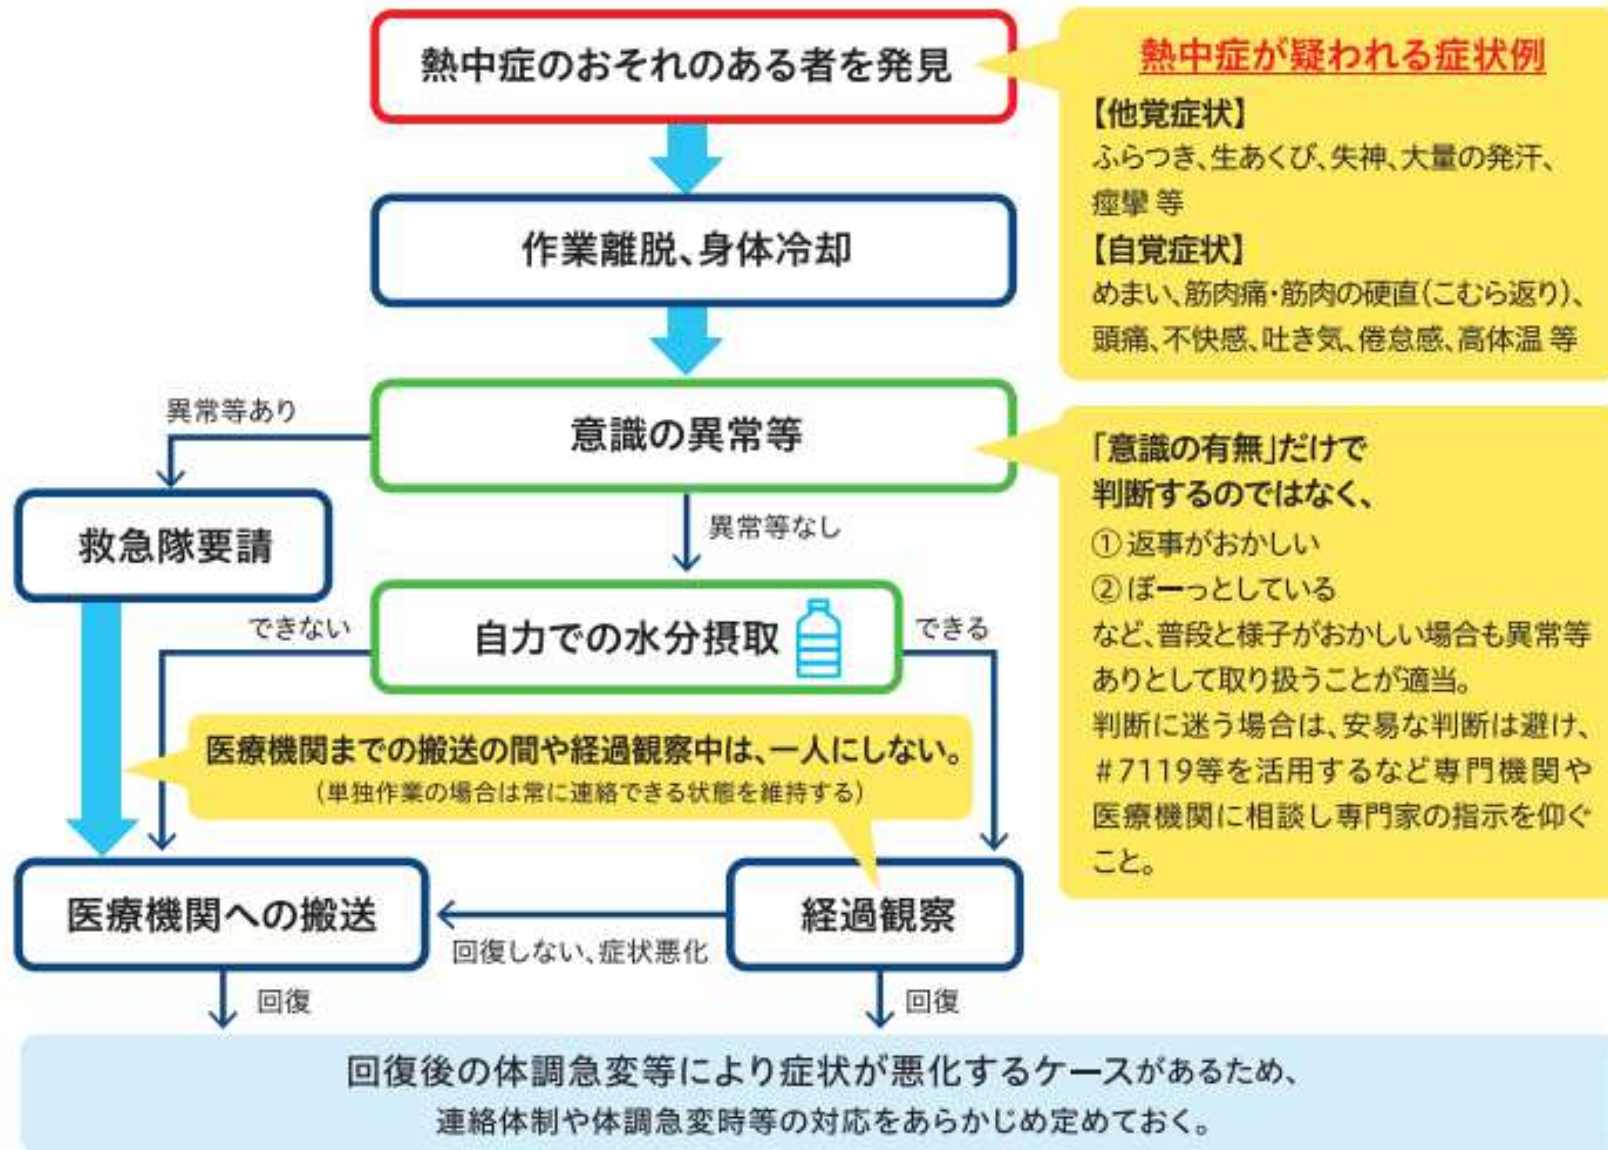 熱中症のおそれのある者を発見
作業離脱、身体冷却
意識の異常等
異常等あり
異常等なし
救急隊要請
自力での水分摂取
できない
できる
医療機関までの搬送の間や経過観察中は、一人にしない。
(単独作業の場合は常に連絡できる状態を維持する)
医療機関への搬送
経過観察
回復しない、症状悪化
回復
回復
回復後の体調急変等により症状が悪化するケースがあるため、
連絡体制や体調急変時等の対応をあらかじめ定めておく。
熱中症が疑われる症状例
【他覚症状】
ふらつき、生あくび、失神、大量の発汗、
痙攣 等
【自覚症状】
めまい、筋肉痛・筋肉の硬直(こむら返り)、
頭痛、不快感、吐き気、倦怠感、高体温 等
「意識の有無」だけで
判断するのではなく、
① 返事がおかしい
② ぼーっとしている
など、普段と様子がおかしい場合も異常等
ありとして取り扱うことが適当。
判断に迷う場合は、安易な判断は避け、
#7119等を活用するなど専門機関や
医療機関に相談し専門家の指示を仰ぐ
こと。